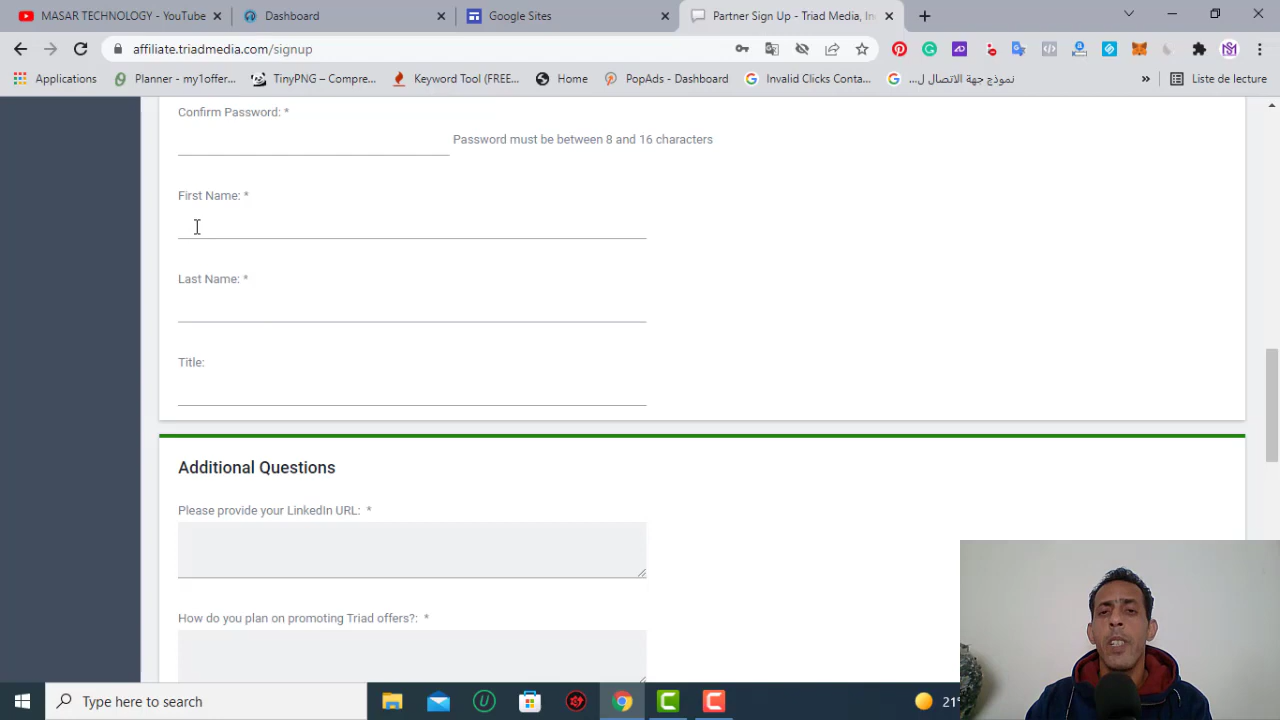 MASAR TECHNOLOGY - YouTube
Dashboard
Google Sites
Partner Sign Up - Triad Media, In
affiliate.triadmedia.com/signup
Applications
Planner - my1offer...
TinyPNG – Compre...
Keyword Tool (FREE...
Home
PopAds - Dashboard
Invalid Clicks Conta...
نموذج جهة الاتصال ل...
»
Liste de lecture
Confirm Password: *
Password must be between 8 and 16 characters
First Name: *
Last Name: *
Title:
Additional Questions
Please provide your LinkedIn URL: *
How do you plan on promoting Triad offers?: *
Type here to search
21°